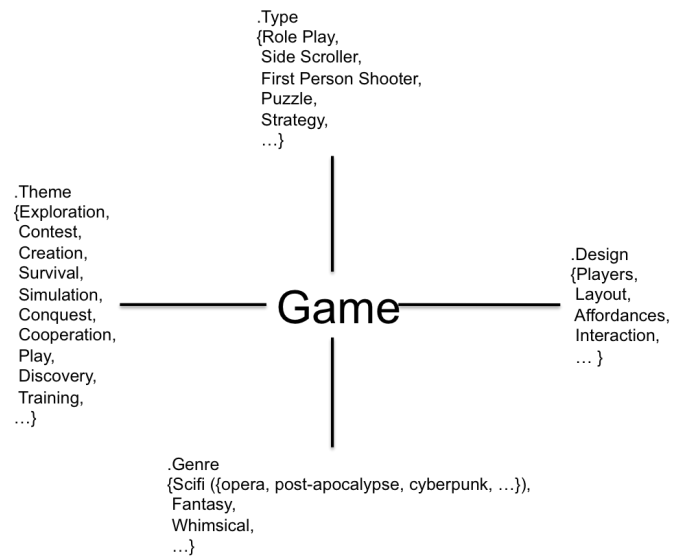 .Type
{Role Play,
Side Scroller,
First Person Shooter,
Puzzle,
Strategy,
…}
.Theme
{Exploration,
Contest,
Creation,
Survival,
Simulation,
Conquest,
Cooperation,
Play,
Discovery,
Training,
…}
Game
.Design
{Players,
Layout,
Affordances,
Interaction,
… }
.Genre
{Scifi ({opera, post-apocalypse, cyberpunk, …}),
Fantasy,
Whimsical,
…}